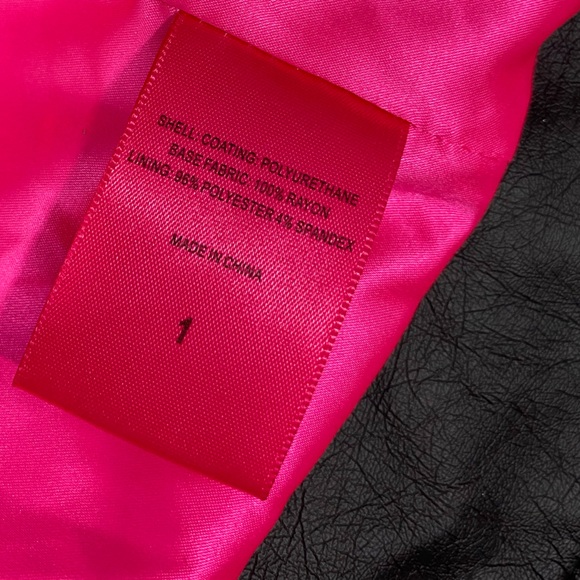 SHELL: COATING: POLYURETHANE
BASE FABRIC: 100% RAYON
LINING: 96% POLYESTER 4% SPANDEX
MADE IN CHINA
1